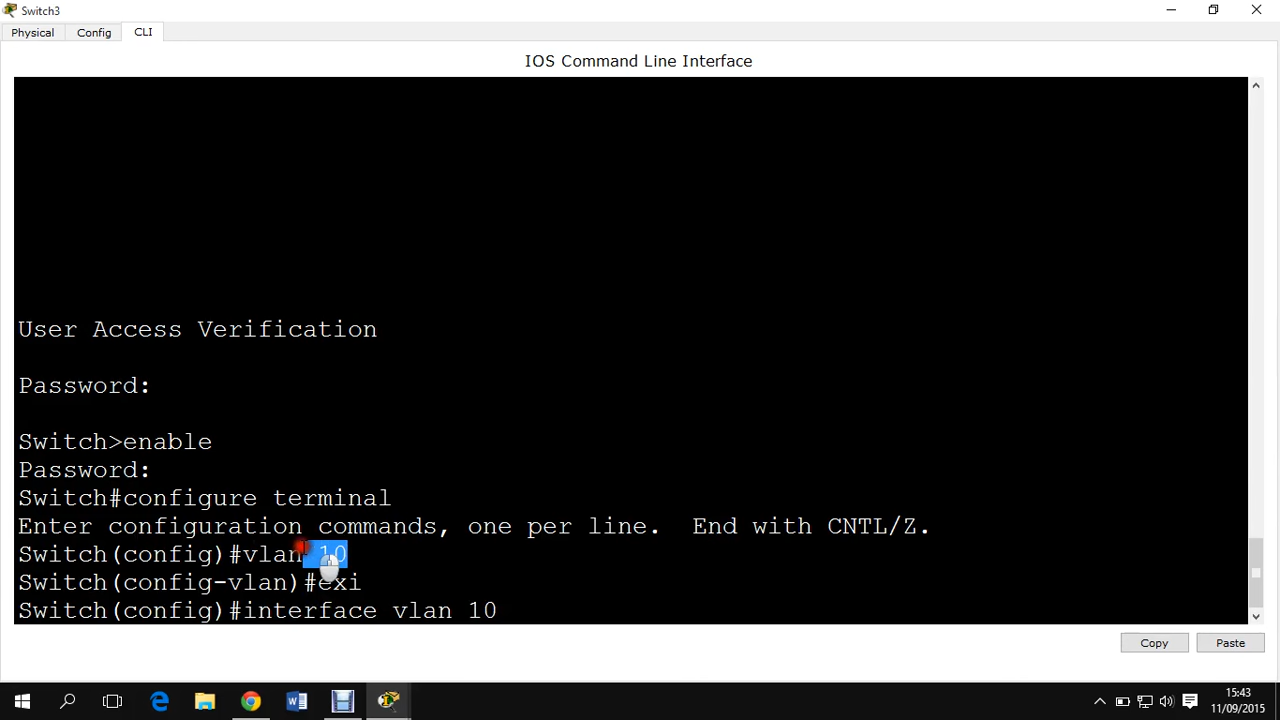 Switch3
Physical Config CLI
IOS Command Line Interface
User Access Verification
Password:
Switch>enable
Password:
Switch#configure terminal
Enter configuration commands, one per line.  End with CNTL/Z.
Switch(config)#vlan 10
Switch(config-vlan)#exi
Switch(config)#interface vlan 10
Copy Paste
15:43
11/09/2015